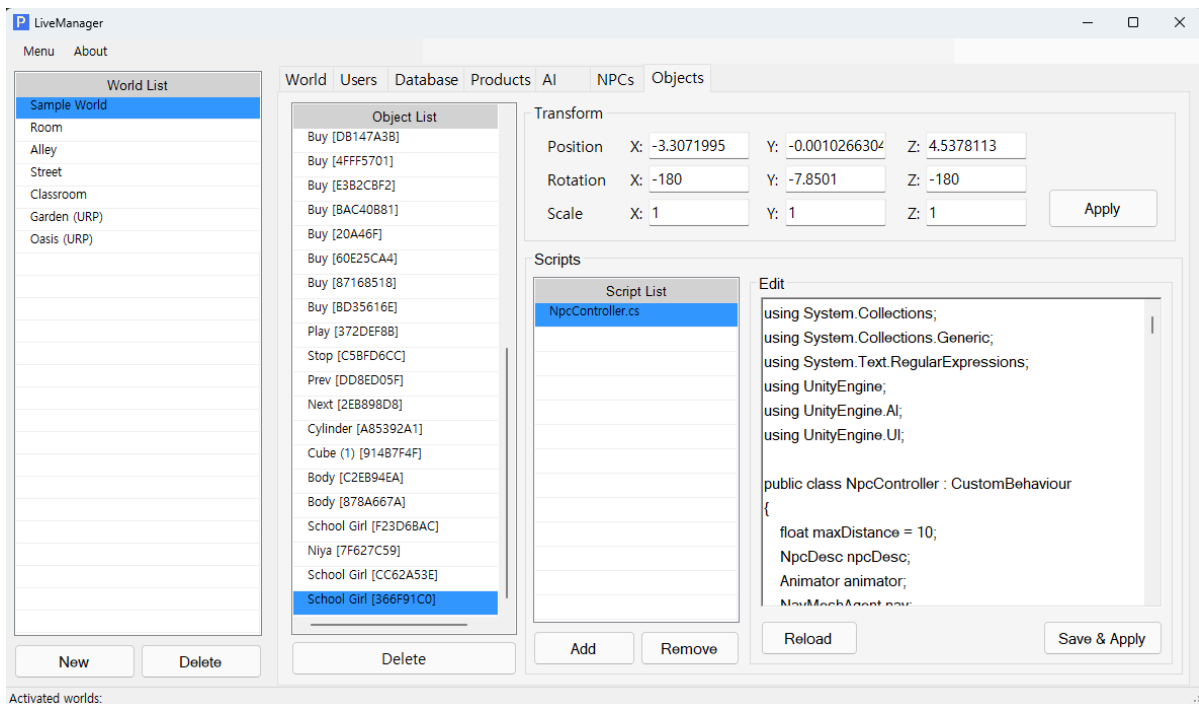 P LiveManager
Menu About
World List
Sample World
Room
Alley
Street
Classroom
Garden (URP)
Oasis (URP)
New Delete
World Users Database Products AI NPCs Objects
Object List
Buy [DB147A3B]
Buy [4FFF5701]
Buy [E3B2CBF2]
Buy [BAC40B81]
Buy [20A46F]
Buy [60E25CA4]
Buy [87168518]
Buy [BD35616E]
Play [372DEF8B]
Stop [C5BFD6CC]
Prev [DD8ED05F]
Next [2EB898D8]
Cylinder [A85392A1]
Cube (1) [914B7F4F]
Body [C2EB94EA]
Body [878A667A]
School Girl [F23D6BAC]
Niya [7F627C59]
School Girl [CC62A53E]
School Girl [366F91C0]
Delete
Transform
Position X: -3.3071995 Y: -0.0010266304 Z: 4.5378113
Rotation X: -180 Y: -7.8501 Z: -180
Scale X: 1 Y: 1 Z: 1
Apply
Scripts
Script List
NpcController.cs
Add Remove
Edit
using System.Collections;
using System.Collections.Generic;
using System.Text.RegularExpressions;
using UnityEngine;
using UnityEngine.AI;
using UnityEngine.UI;
public class NpcController : CustomBehaviour
{
float maxDistance = 10;
NpcDesc npcDesc;
Animator animator;
NavMeshAgent nav;
Reload Save & Apply
Activated worlds: